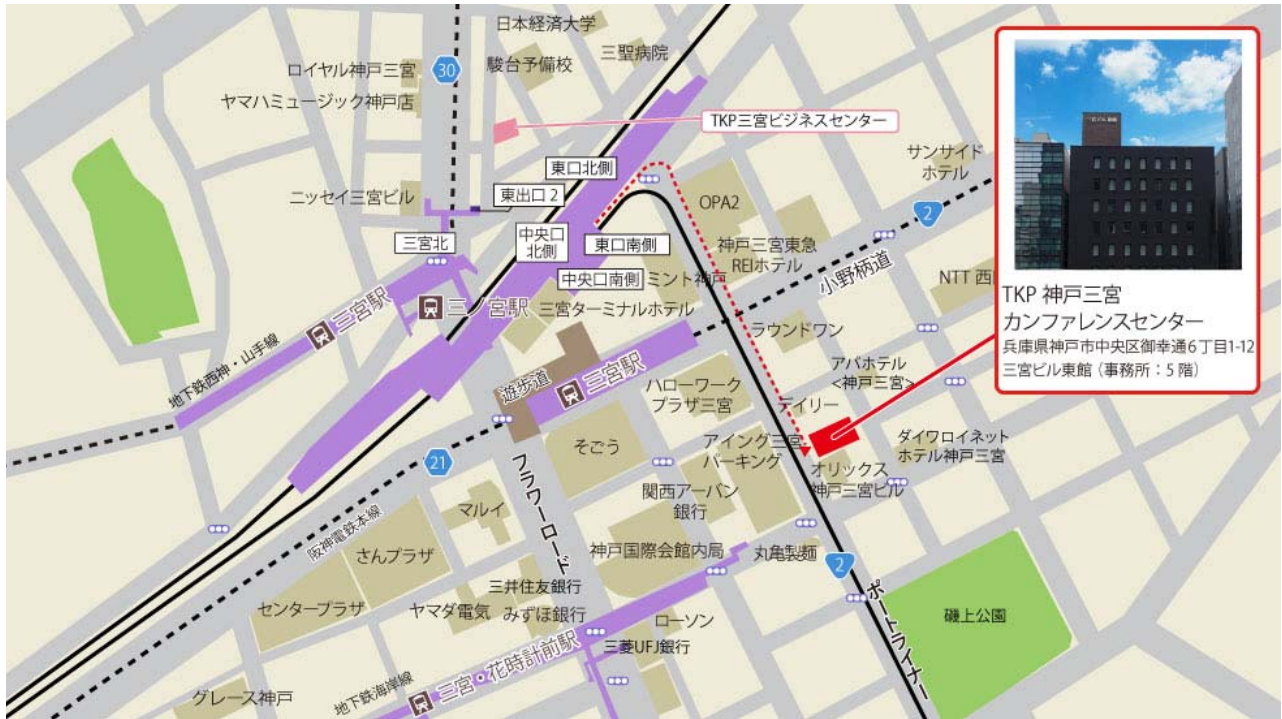 日本経済大学
三聖病院
駿台予備校
ロイヤル神戸三宮
30
ヤマハミュージック神戸店
TKP三宮ビジネスセンター
サンサイド
ホテル
東口北側
東出口2
ニッセイ三宮ビル
OPA2
2
三宮北
中央口
北側
東口南側
神戸三宮東急
REIホテル
小野柄道
中央口南側
ミント神戸
NTT 西
三ノ宮駅
三宮ターミナルホテル
三宮駅
地下鉄西神・山手線
ラウンドワン
アパホテル
<神戸三宮>
遊歩道
三宮駅
ハローワーク
プラザ三宮
デイリー
そごう
アイング三宮
パーキング
ダイワロイネット
ホテル神戸三宮
オリックス
神戸三宮ビル
21
フラワーロード
関西アーバン
銀行
マルイ
阪神電鉄本線
さんプラザ
神戸国際会館内局
丸亀製麺
2
三井住友銀行
センタープラザ
ヤマダ電気
みずほ銀行
ローソン
三菱UFJ銀行
ポートライナー
磯上公園
三宮・花時計前駅
地下鉄海岸線
グレース神戸
TKP 神戸三宮
カンファレンスセンター
兵庫県神戸市中央区御幸通6丁目1-12
三宮ビル東館（事務所：5 階）